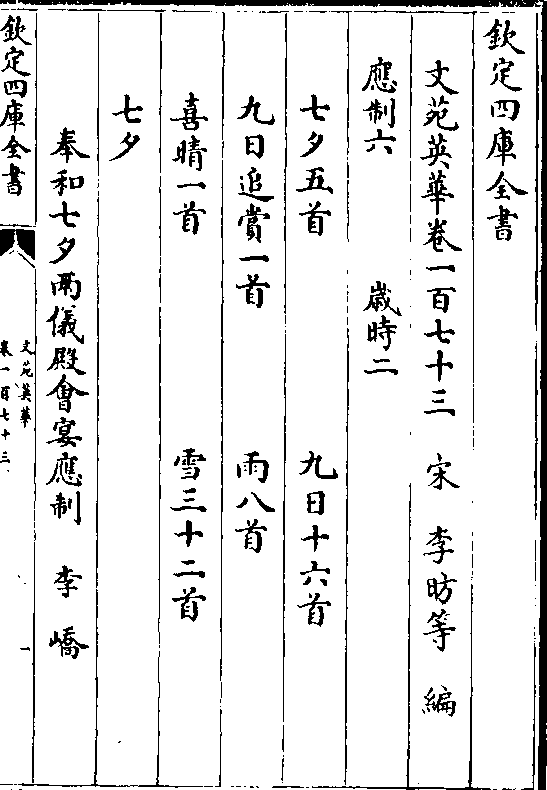 欽定四庫全書
文苑英華卷一百七十三 宋 李昉等 編
應制六 歲時二
七夕五首 九日十六首
九日追賞一首 雨八首
喜晴一首 雪三十二首
七夕
奉和七夕兩儀殿會宴應制 李嶠
欽定四庫全書
文苑英華
卷一百七十三
一